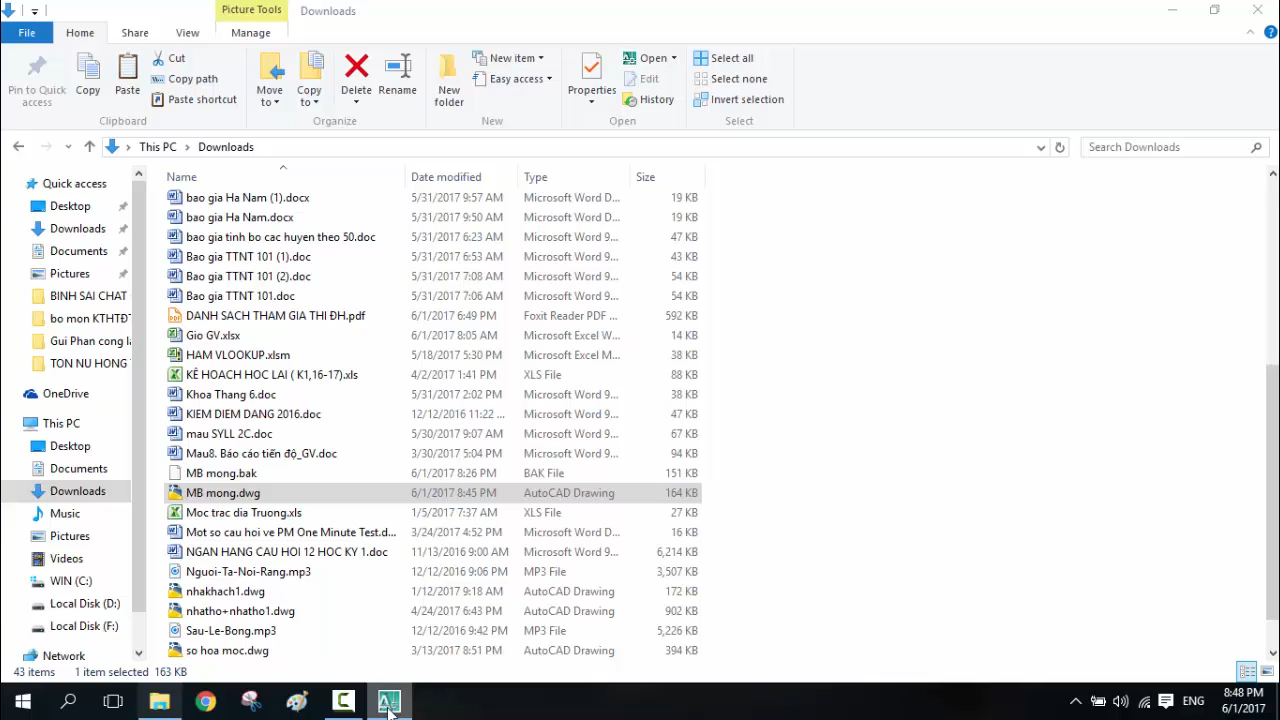 Picture Tools
Downloads
File
Home
Share
View
Manage
Pin to Quick access
Copy
Paste
Cut
Copy path
Paste shortcut
Clipboard
Move to
Copy to
Delete
Rename
Organize
New folder
New item
Easy access
New
Properties
Open
Edit
History
Open
Select all
Select none
Invert selection
Select
This PC > Downloads
Search Downloads
Quick access
Desktop
Downloads
Documents
Pictures
BINH SAI CHAT
bo mon KTHTĐT
Gui Phan cong la
TON NU HONG
OneDrive
This PC
Desktop
Documents
Downloads
Music
Pictures
Videos
WIN (C:)
Local Disk (D:)
Local Disk (F:)
Network
Name Date modified Type Size
bao gia Ha Nam (1).docx 5/31/2017 9:57 AM Microsoft Word D... 19 KB
bao gia Ha Nam.docx 5/31/2017 9:50 AM Microsoft Word D... 19 KB
bao gia tinh bo cac huyen theo 50.doc 5/31/2017 6:23 AM Microsoft Word 9... 47 KB
Bao gia TTNT 101 (1).doc 5/31/2017 6:53 AM Microsoft Word 9... 43 KB
Bao gia TTNT 101 (2).doc 5/31/2017 7:08 AM Microsoft Word 9... 54 KB
Bao gia TTNT 101.doc 5/31/2017 7:06 AM Microsoft Word 9... 54 KB
DANH SACH THAM GIA THI ĐH.pdf 6/1/2017 6:49 PM Foxit Reader PDF ... 592 KB
Gio GV.xlsx 6/1/2017 8:05 AM Microsoft Excel W... 14 KB
HAM VLOOKUP.xlsm 5/18/2017 5:30 PM Microsoft Excel M... 38 KB
KẾ HOẠCH HỌC LẠI ( K1,16-17).xls 4/2/2017 1:41 PM XLS File 88 KB
Khoa Thang 6.doc 5/31/2017 2:02 PM Microsoft Word 9... 38 KB
KIEM DIEM DANG 2016.doc 12/12/2016 11:22 ... Microsoft Word 9... 47 KB
mau SYLL 2C.doc 5/30/2017 9:07 AM Microsoft Word 9... 67 KB
Mau8. Báo cáo tiến độ_GV.doc 3/30/2017 5:04 PM Microsoft Word 9... 94 KB
MB mong.bak 6/1/2017 8:26 PM BAK File 151 KB
MB mong.dwg 6/1/2017 8:45 PM AutoCAD Drawing 164 KB
Moc trac dia Truong.xls 1/5/2017 7:37 AM XLS File 27 KB
Mot so cau hoi ve PM One Minute Test.d... 3/24/2017 4:52 PM Microsoft Word D... 16 KB
NGAN HANG CAU HOI 12 HOC KY 1.doc 11/13/2016 9:00 AM Microsoft Word 9... 6,214 KB
Nguoi-Ta-Noi-Rang.mp3 12/12/2016 9:06 PM MP3 File 3,507 KB
nhakhach1.dwg 1/12/2017 9:18 AM AutoCAD Drawing 172 KB
nhatho+nhatho1.dwg 4/24/2017 6:43 PM AutoCAD Drawing 902 KB
Sau-Le-Bong.mp3 12/12/2016 9:42 PM MP3 File 5,226 KB
so hoa moc.dwg 3/13/2017 8:51 PM AutoCAD Drawing 394 KB
43 items 1 item selected 163 KB
ENG
8:48 PM
6/1/2017